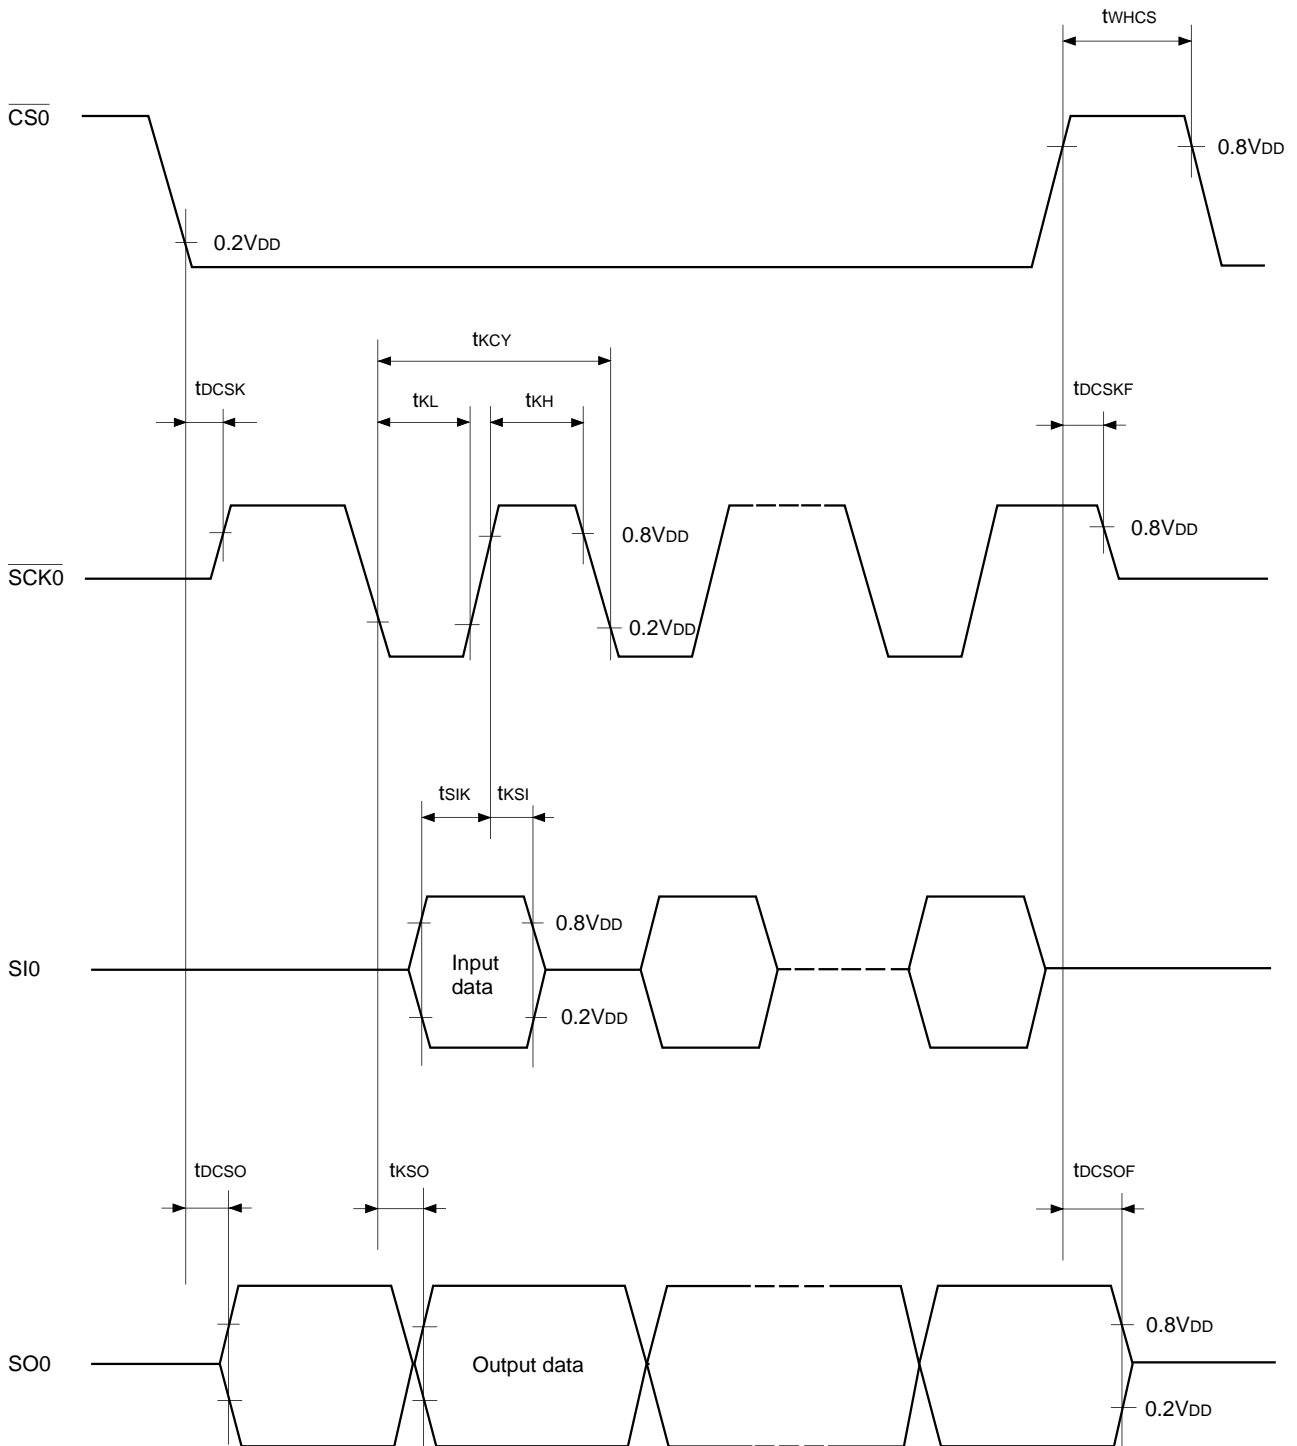 tWHCS
CS0
0.8VDD
0.2VDD
tKCY
tDCSK
tKL
tKH
tDCSKF
0.8VDD
0.8VDD
SCK0
0.2VDD
tSIK
tKSI
0.8VDD
SI0
Input
data
0.2VDD
tDCSO
tKSO
tDCSOF
0.8VDD
SO0
Output data
0.2VDD